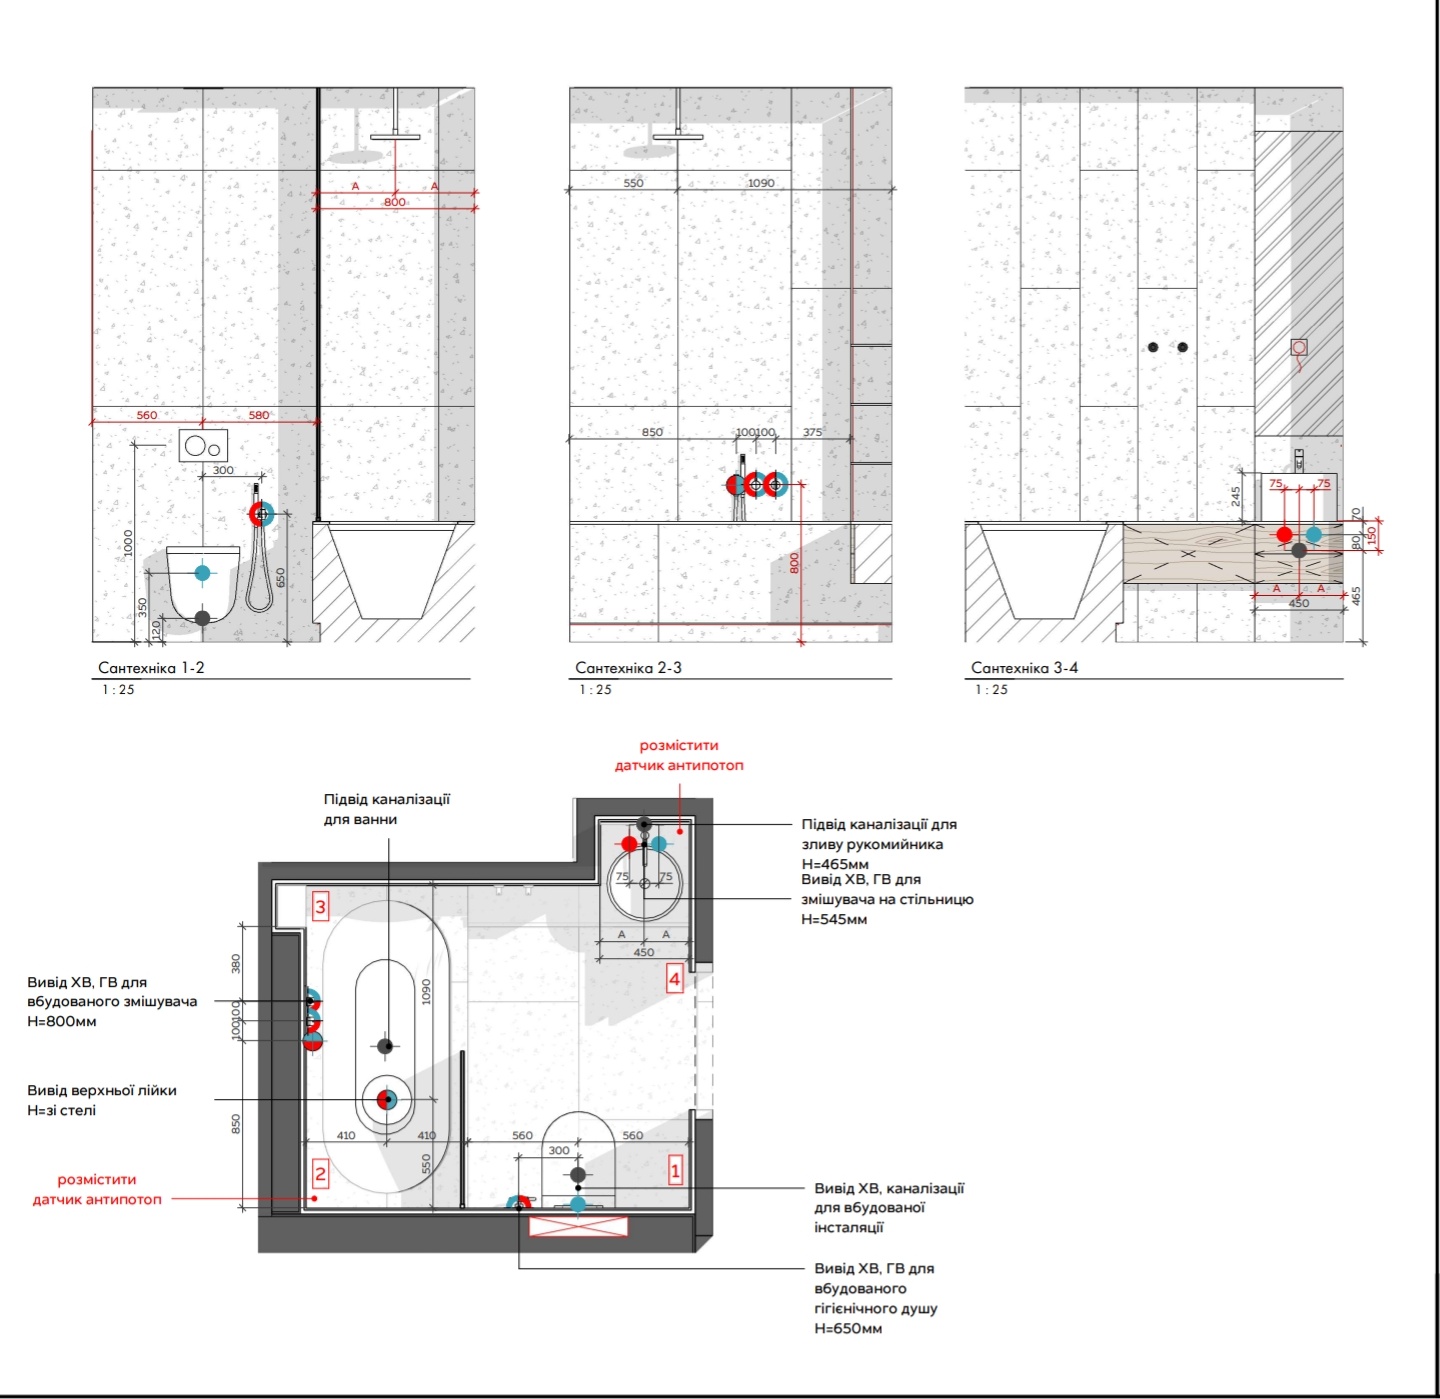 A
A
800
560
580
300
1000
350
120
650
Сантехніка 1-2
1 : 25
550
1090
850
100
100
375
800
Сантехніка 2-3
1 : 25
245
75
75
70
80
150
A
A
450
465
Сантехніка 3-4
1 : 25
розмістити
датчик антипотоп
Підвід каналізації
для ванни
Підвід каналізації для
зливу рукомийника
Н=465мм
Вивід ХВ, ГВ для
змішувача на стільницю
Н=545мм
75
75
A
A
450
3
4
380
100
100
850
1090
Вивід ХВ, ГВ для
вбудованого змішувача
Н=800мм
Вивід верхньої лійки
Н=зі стелі
410
410
550
560
560
300
2
1
розмістити
датчик антипотоп
Вивід ХВ, каналізації
для вбудованої
інсталяції
Вивід ХВ, ГВ для
вбудованого
гігієнічного душу
Н=650мм